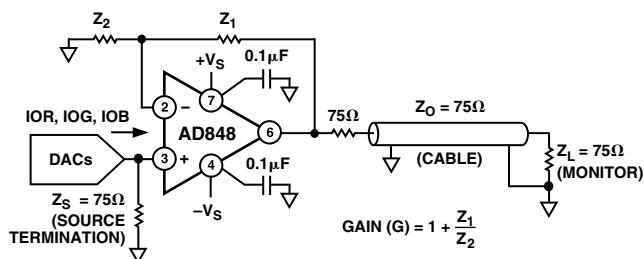 Z2
Z1
+VS
0.1µF
IOR, IOG, IOB
2
−
7
AD848
6
75Ω
ZO = 75Ω
(CABLE)
ZL = 75Ω
(MONITOR)
DACs
3
+
4
0.1µF
−VS
ZS = 75Ω
(SOURCE
TERMINATION)
GAIN (G) = 1 + Z1/Z2